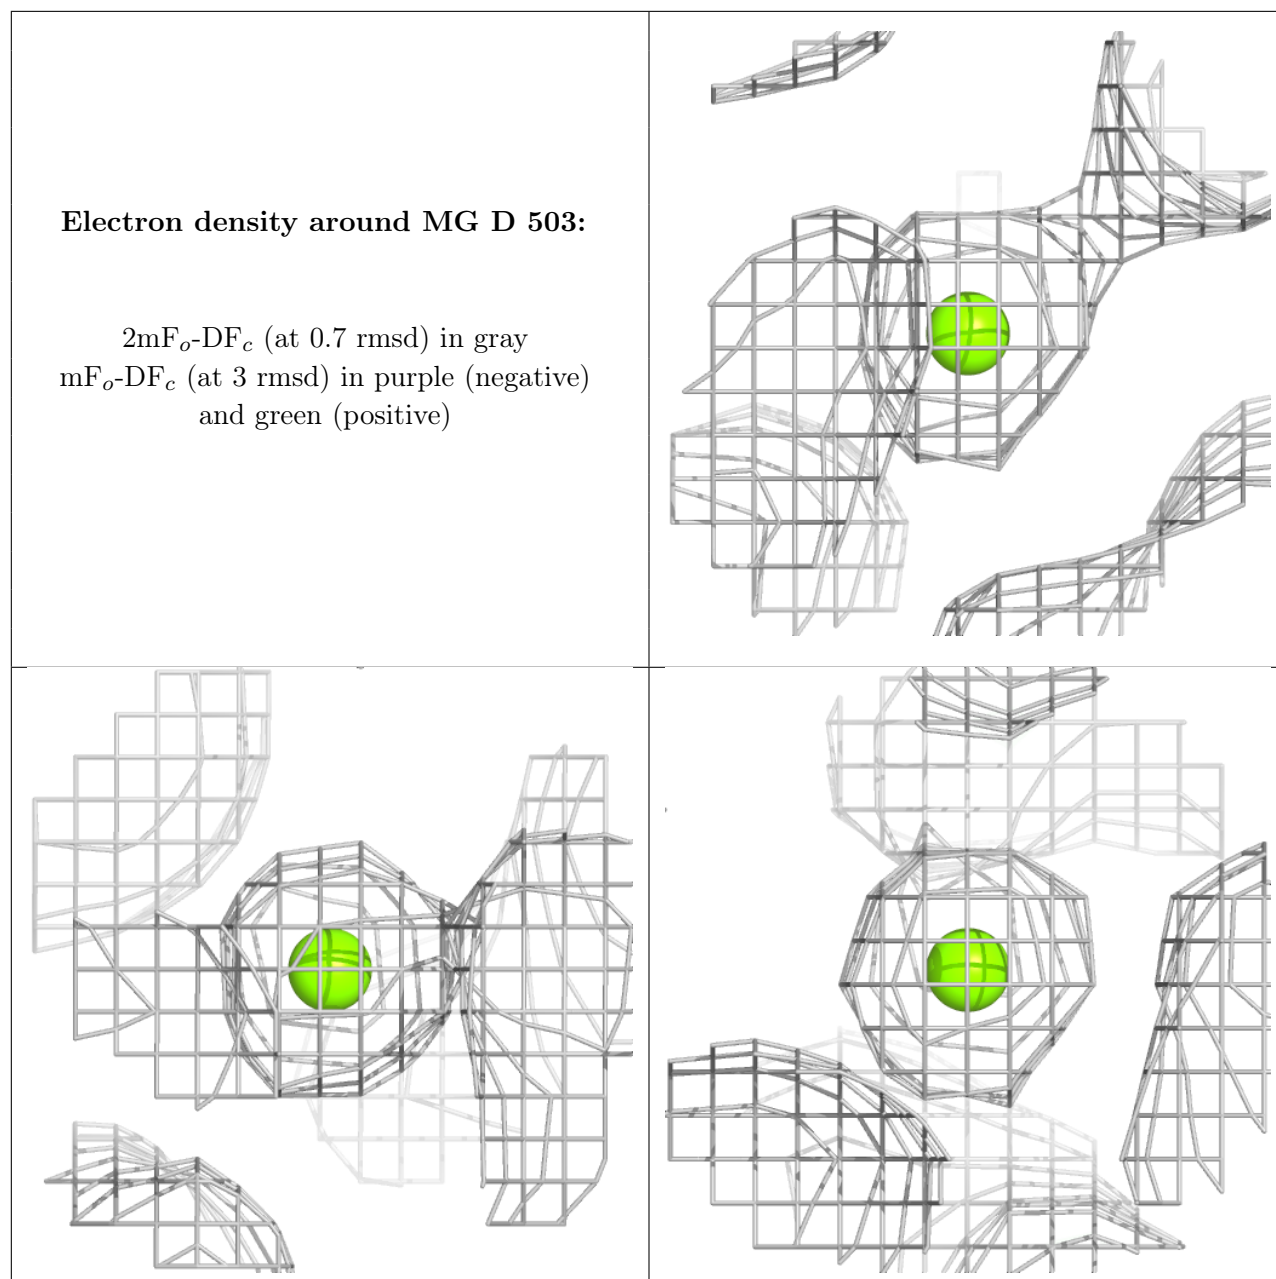 Electron density around MG D 503:
2mFo-DFc (at 0.7 rmsd) in gray
mFo-DFc (at 3 rmsd) in purple (negative)
and green (positive)